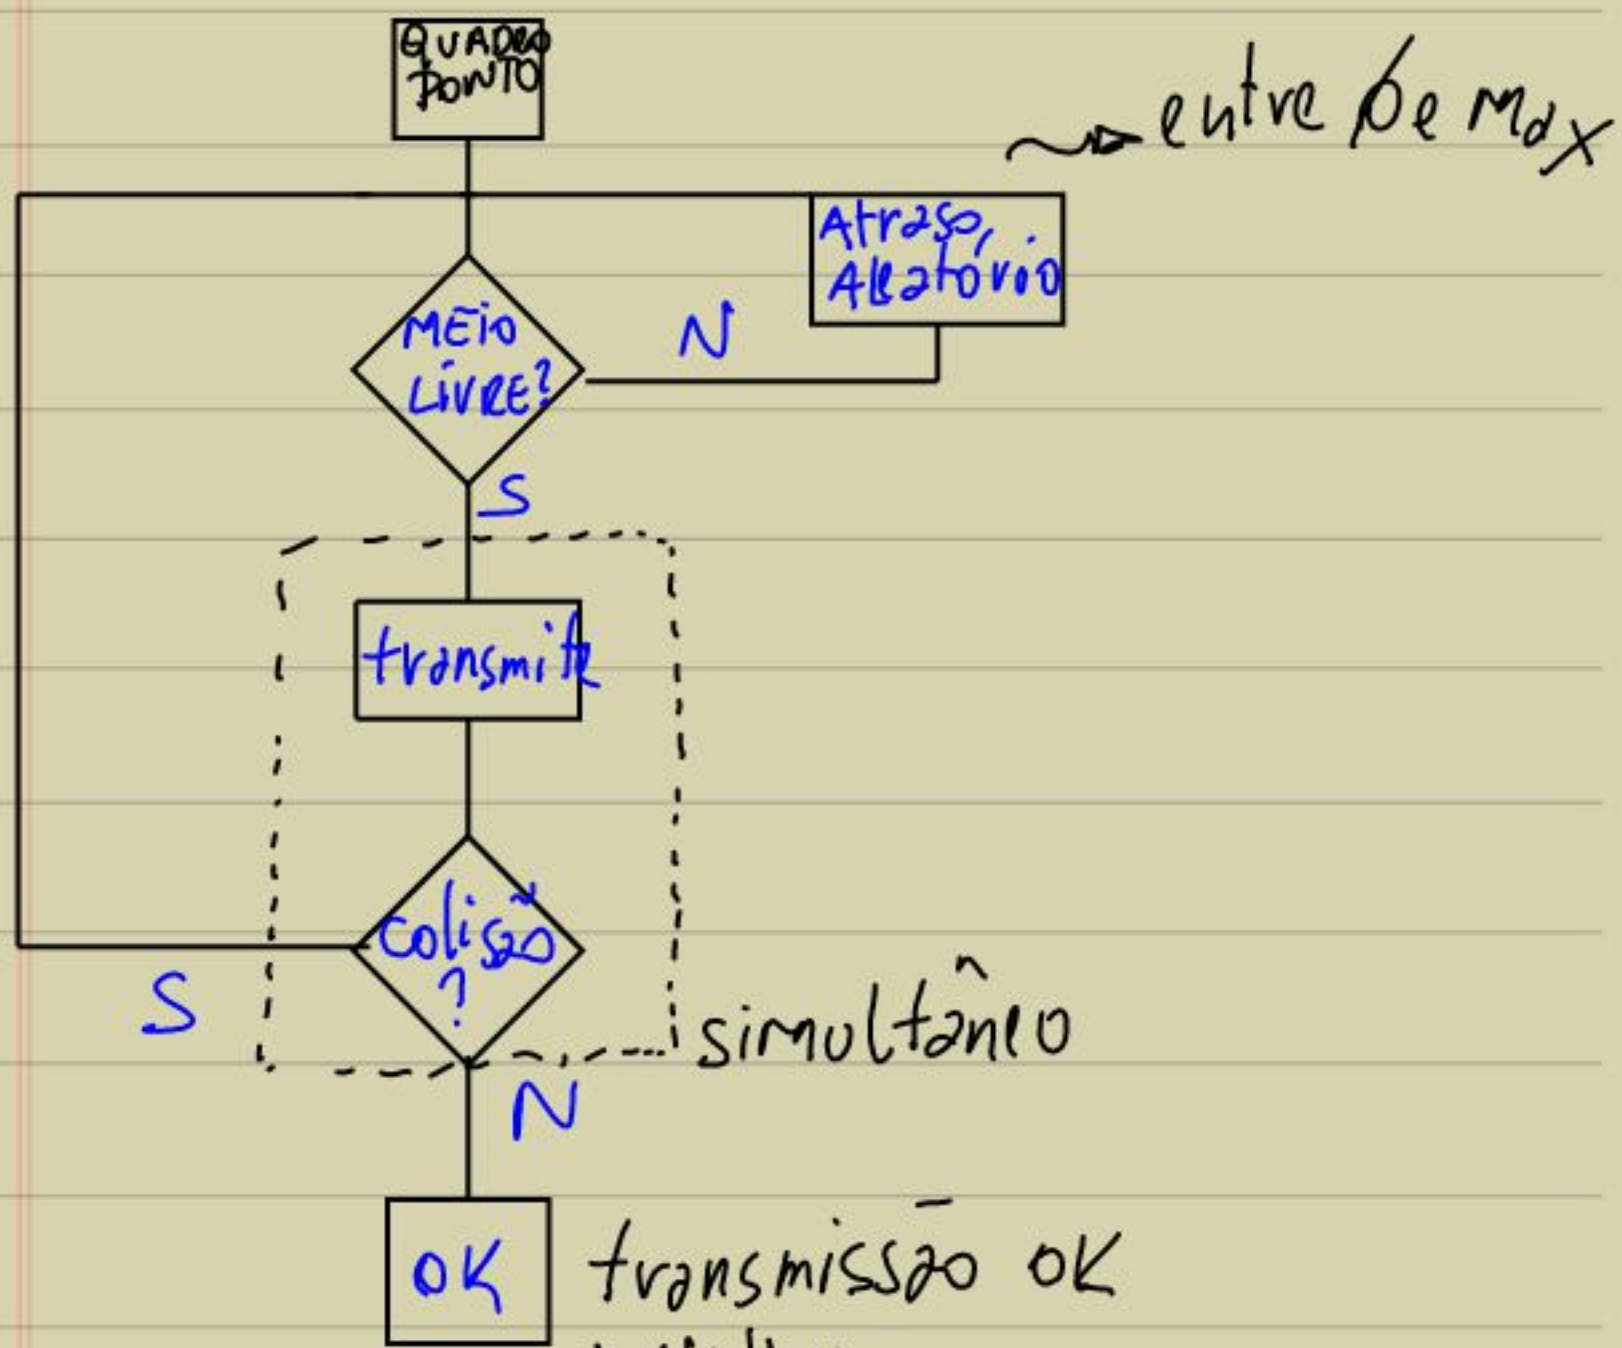 QUADRO
PONTO
entre 0 e Max
Atraso,
Aleatório
MEIO
LIVRE?
N
S
transmite
colisão
?
S
simultâneo
N
OK
transmissão OK